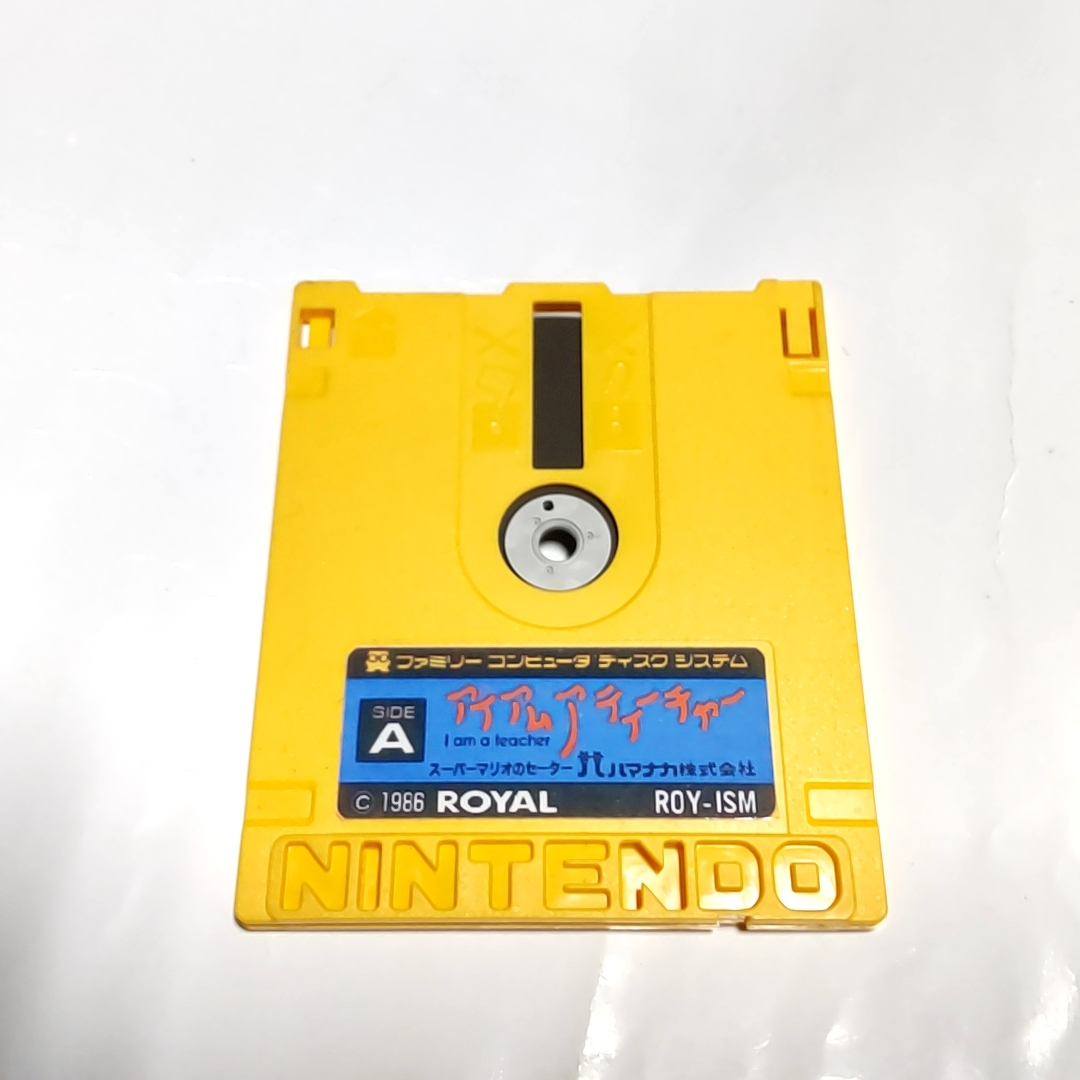 ファミリー コンピュータ ディスク システム
SIDE
A
アイアムアティーチャー
I am a teacher
スーパーマリオのセーター ハマナカ株式会社
© 1986 ROYAL ROY-ISM
NINTENDO